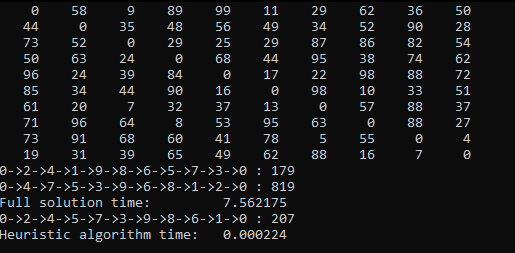 0 58 9 89 99 11 29 62 36 50
44 0 35 48 56 49 34 52 90 28
73 52 0 29 25 29 87 86 82 54
50 63 24 0 68 44 95 38 74 62
96 24 39 84 0 17 22 98 88 72
85 34 44 90 16 0 98 10 33 51
61 20 7 32 37 13 0 57 88 37
71 96 64 8 53 95 63 0 88 27
73 91 68 60 41 78 5 55 0 4
19 31 39 65 49 62 88 16 7 0
0->2->4->1->9->8->6->5->7->3->0 : 179
0->4->7->5->3->9->6->8->1->2->0 : 819
Full solution time: 7.562175
0->2->4->5->7->3->9->8->6->1->0 : 207
Heuristic algorithm time: 0.000224